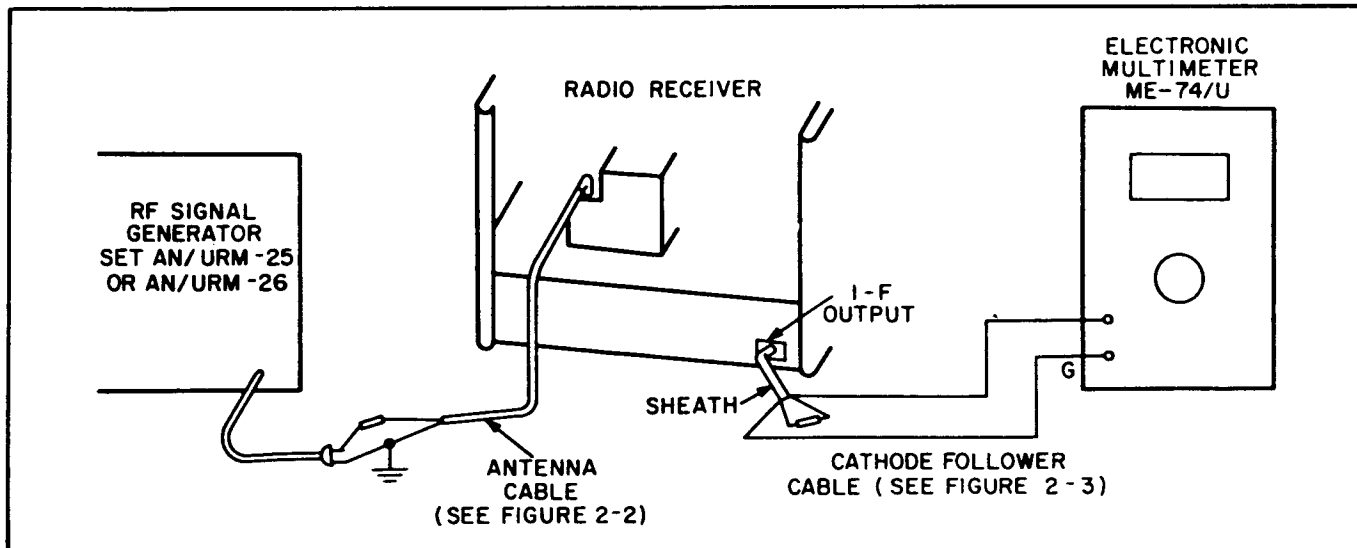 RF SIGNAL
GENERATOR
SET AN/URM-25
OR AN/URM-26
RADIO RECEIVER
ELECTRONIC
MULTIMETER
ME-74/U
I-F
OUTPUT
SHEATH
G
ANTENNA
CABLE
(SEE FIGURE 2-2)
CATHODE FOLLOWER
CABLE (SEE FIGURE 2-3)